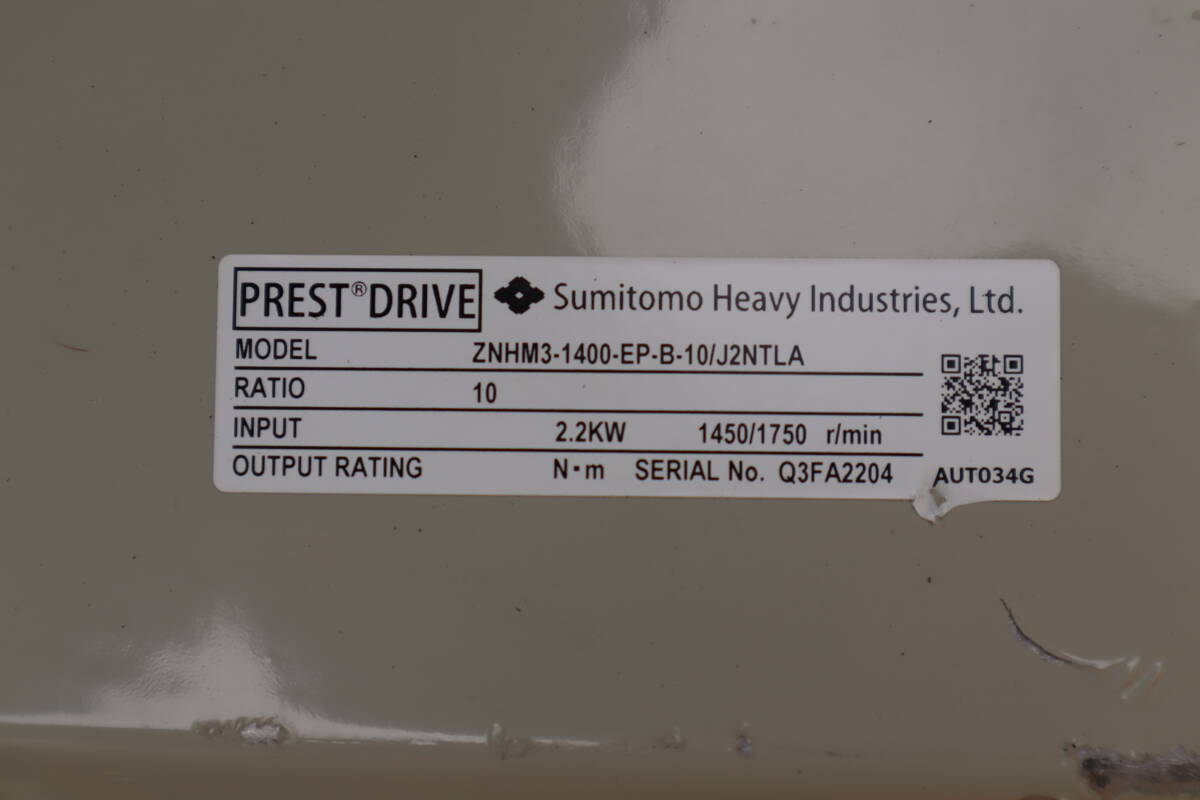 PREST® DRIVE Sumitomo Heavy Industries, Ltd.
MODEL ZNHM3-1400-EP-B-10/J2NTLA
RATIO 10
INPUT 2.2KW 1450/1750 r/min
OUTPUT RATING N・m SERIAL No. Q3FA2204 AUT034G